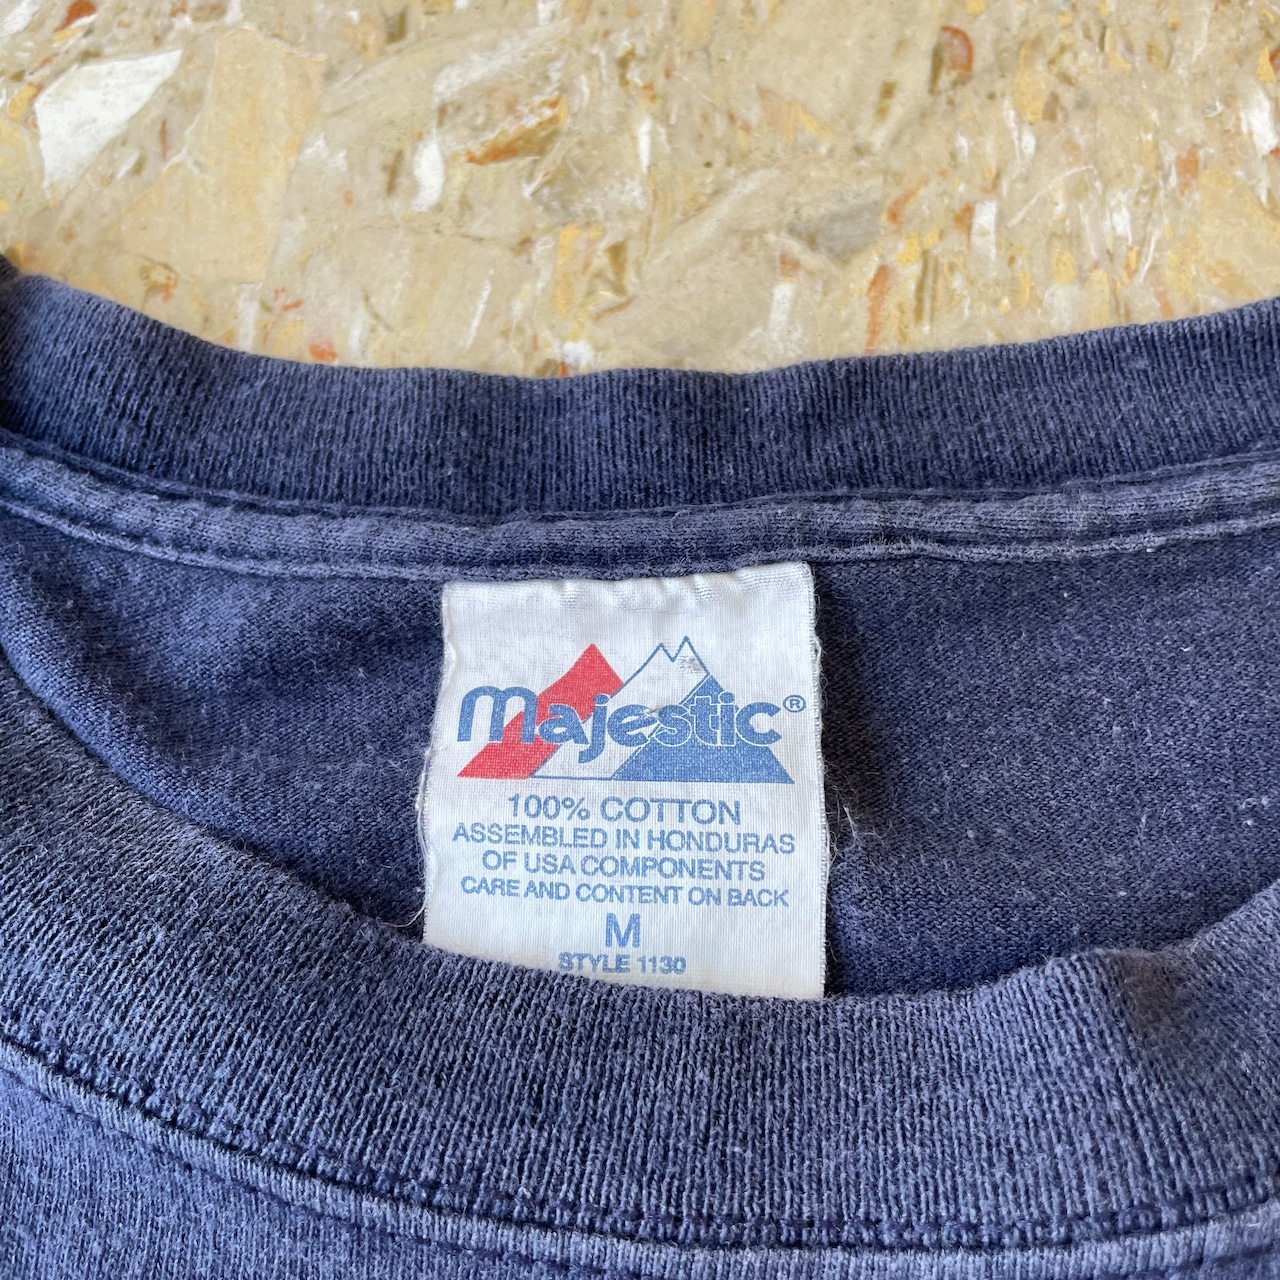 Majestic®
100% COTTON
ASSEMBLED IN HONDURAS
OF USA COMPONENTS
CARE AND CONTENT ON BACK
M
STYLE 1130